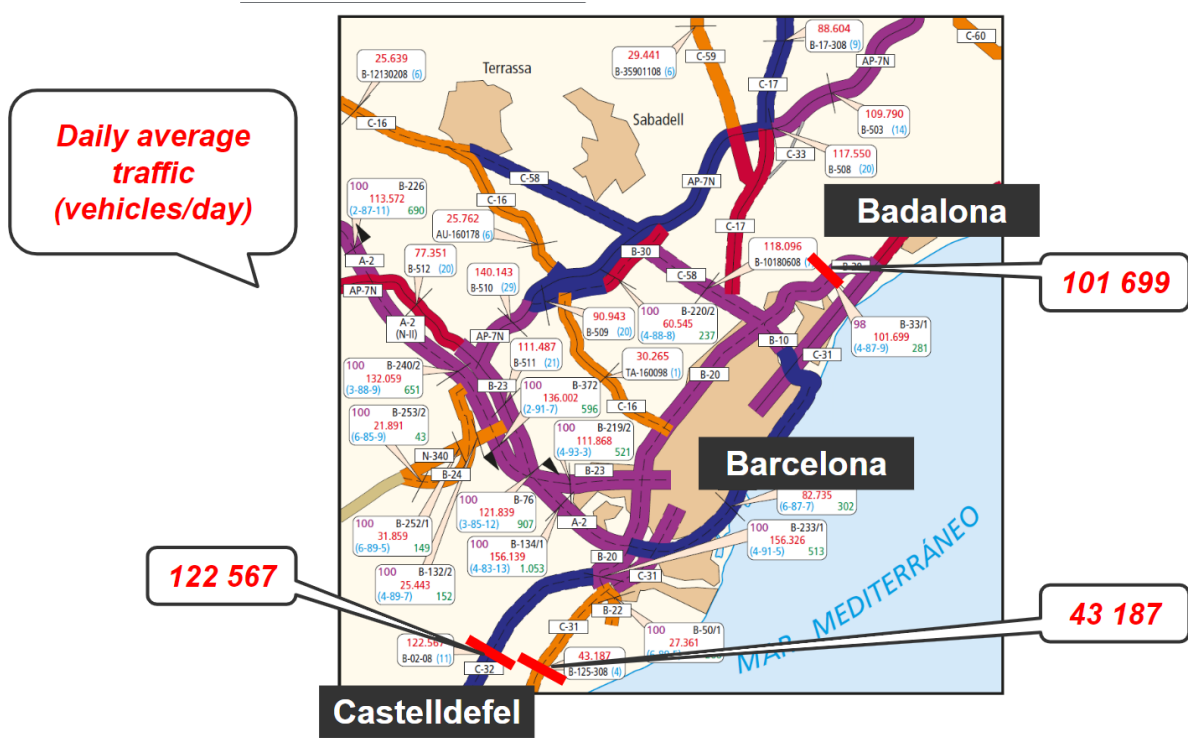 88.604
B-17-308 (9)
C-60
29.441
B-35901108 (6)
C-59
AP-7N
25.639
B-12130208 (6)
Terrassa
C-17
Sabadell
109.790
B-503 (14)
C-16
Daily average
traffic
(vehicles/day)
C-33
117.550
B-508 (20)
C-58
AP-7N
100 B-226
113.572
(2-87-11) 690
C-16
Badalona
25.762
AU-160178 (6)
C-17
118.096
B-10180608
77.351
B-512 (20)
B-30
A-2
140.143
B-510 (29)
C-58
B-20
101 699
AP-7N
100 B-220/2
60.545
(4-88-8) 237
98 B-33/1
101.699
(4-87-9) 281
A-2
(N-II)
90.943
B-509 (20)
AP-7N
B-10
C-31
111.487
B-511 (21)
100 B-240/2
132.059
(3-88-9) 651
30.265
TA-160098 (1)
B-20
B-23
100 B-372
136.002
(2-91-7) 596
C-16
100 B-253/2
21.891
(6-85-9) 43
100 B-219/2
111.868
(4-93-3) 521
N-340
B-24
B-23
Barcelona
82.735
(6-87-7) 302
100 B-76
121.839
(3-85-12) 907
A-2
100 B-252/1
31.859
(6-89-5) 149
100 B-233/1
156.326
(4-91-5) 513
100 B-134/1
156.139
(4-83-13) 1.053
B-20
C-31
100 B-132/2
25.443
(4-89-7) 152
122 567
B-22
C-31
100 B-50/1
27.361
43 187
122.567
B-02-08 (11)
43.187
B-125-308 (4)
C-32
MAR MEDITERRÁNEO
Castelldefel